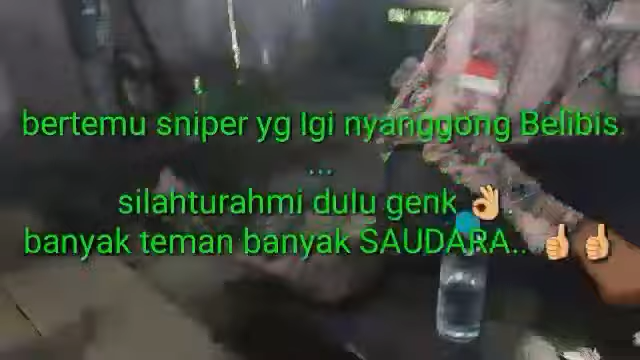 bertemu sniper yg lgi nyanggong Belibis.
...
silahturahmi dulu genk 👌.
banyak teman banyak SAUDARA.. 👍👍